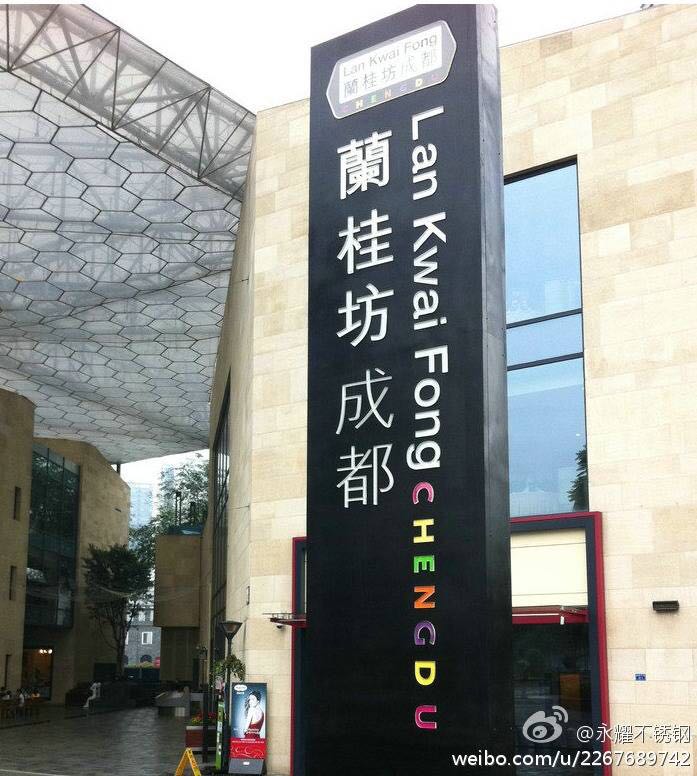 Lan Kwai Fong
蘭桂坊成都
CHENGDU
蘭桂坊成都
Lan Kwai Fong CHENGDU
@永耀不锈钢
weibo.com/u/2267689742